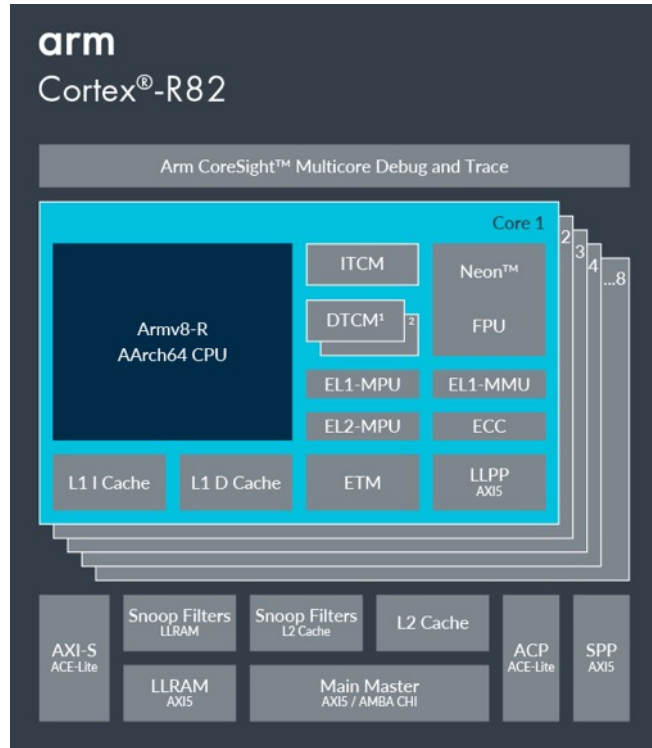 arm
Cortex®-R82
Arm CoreSight™ Multicore Debug and Trace
Core 1
2
3
4
...8
Armv8-R
AArch64 CPU
ITCM
DTCM¹
²
Neon™
FPU
EL1-MPU
EL1-MMU
EL2-MPU
ECC
L1 I Cache
L1 D Cache
ETM
LLPP
AXI5
AXI-S
ACE-Lite
Snoop Filters
LLRAM
Snoop Filters
L2 Cache
L2 Cache
ACP
ACE-Lite
SPP
AXI5
LLRAM
AXI5
Main Master
AXI5 / AMBA CHI